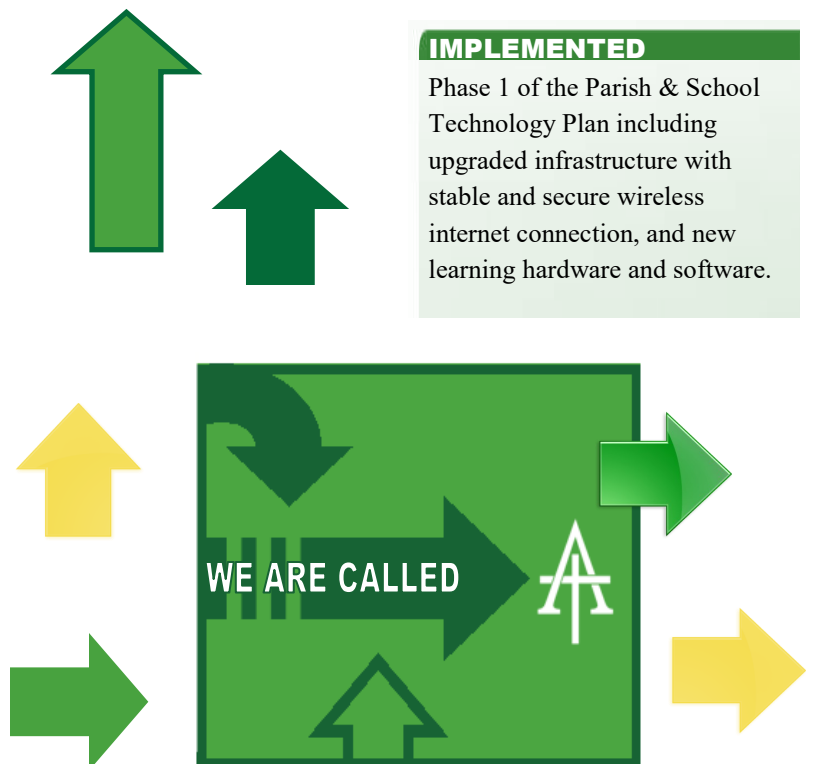 IMPLEMENTED
Phase 1 of the Parish & School
Technology Plan including
upgraded infrastructure with
stable and secure wireless
internet connection, and new
learning hardware and software.
WE ARE CALLED